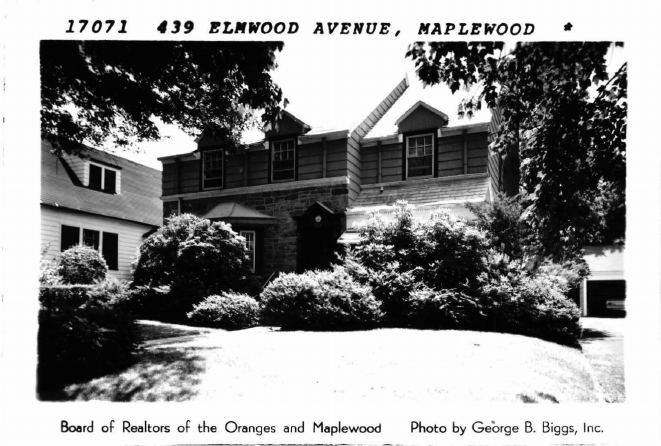 17071 439 ELMWOOD AVENUE, MAPLEWOOD *
Board of Realtors of the Oranges and Maplewood Photo by George B. Biggs, Inc.